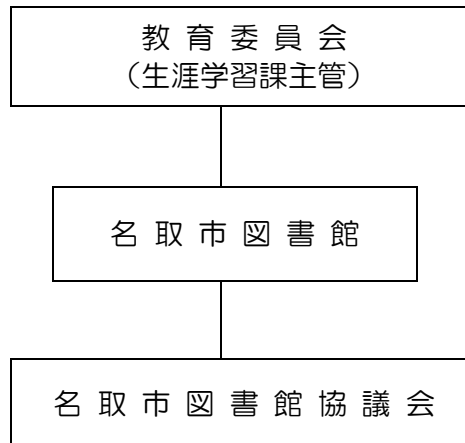 教育委員会
(生涯学習課主管)
名取市図書館
名取市図書館協議会